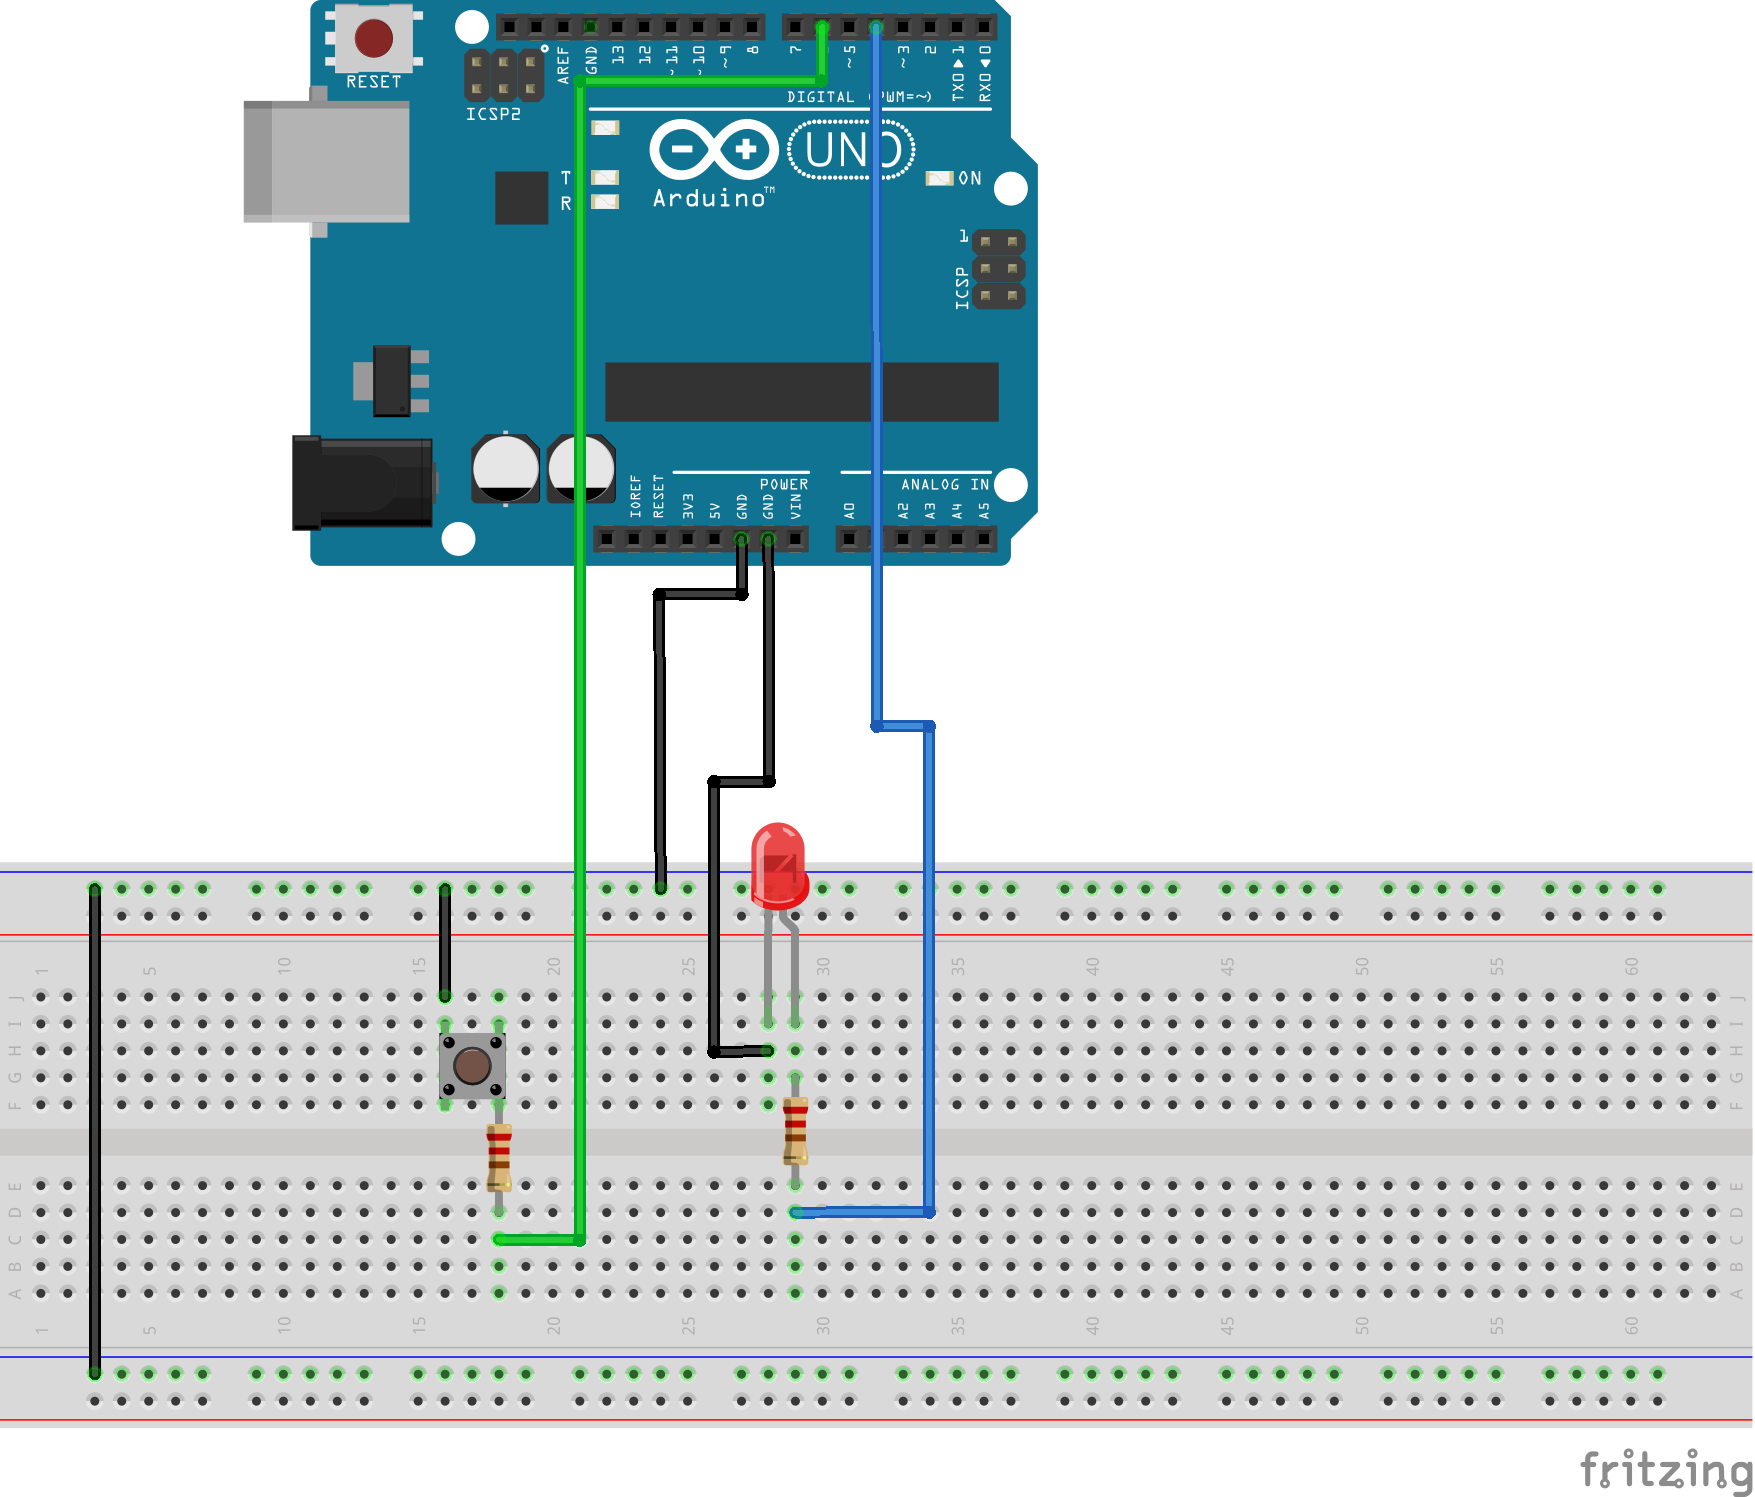 RESET
ICSP2
AREF
GND
13
12
~11
~10
~9
8
7
~5
~3
2
TX0 ▶ 1
RX0 ◀ 0
DIGITAL (PWM=~)
UNO
Arduino™
T
R
ON
1
ICSP
POWER
ANALOG IN
IOREF
RESET
3V3
5V
GND
GND
VIN
A0
A2
A3
A4
A5
1 5 10 15 20 25 30 35 40 45 50 55 60
J J
I I
H H
G G
F F
E E
D D
C C
B B
A A
1 5 10 15 20 25 30 35 40 45 50 55 60
fritzing